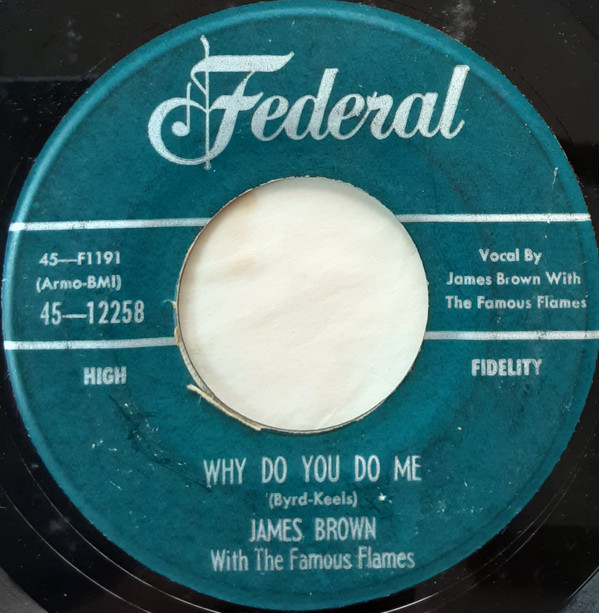 Federal
45—F1191
(Armo-BMI)
45—12258
Vocal By
James Brown With
The Famous Flames
HIGH
FIDELITY
WHY DO YOU DO ME
(Byrd-Keels)
JAMES BROWN
With The Famous Flames